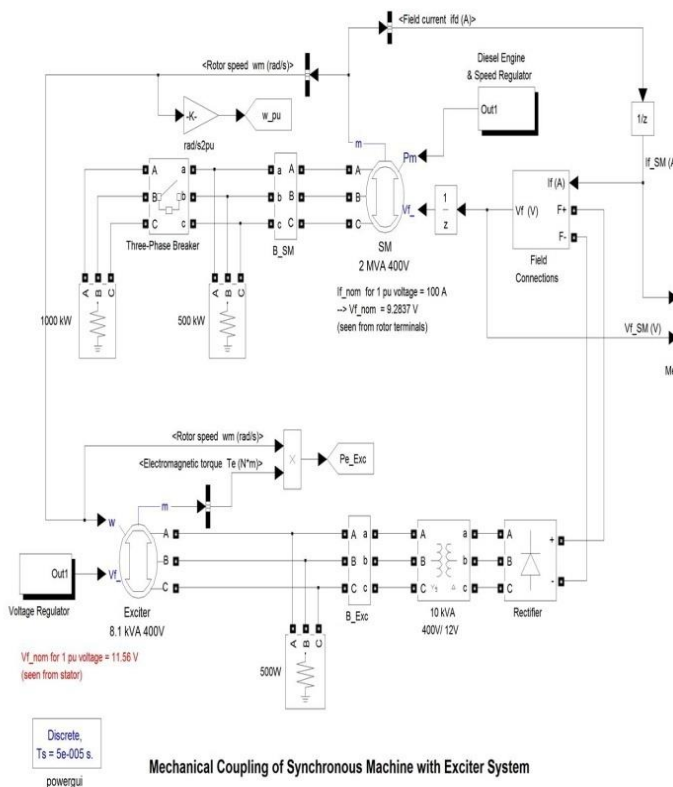 <Field current ifd (A)>
<Rotor speed wm (rad/s)>
Diesel Engine
& Speed Regulator
Out1
-K-
w_pu
rad/s2pu
1/z
m
Pm
If_SM (A
A
a
a
A
A
B
b
b
B
B
C
c
c
C
C
Vf_
1
z
If (A)
Vf (V)
F+
F-
Three-Phase Breaker
B_SM
SM
2 MVA 400V
Field
Connections
A
B
C
A
B
C
1000 kW
500 kW
If_nom for 1 pu voltage = 100 A
--> Vf_nom = 9.2837 V
(seen from rotor terminals)
Vf_SM (V)
Me
<Rotor speed wm (rad/s)>
<Electromagnetic torque Te (N*m)>
X
Pe_Exc
m
w
A
A
a
A
a
A
+
B
B
b
B
b
B
C
C
c
C
c
C
-
Out1
Vf_
Voltage Regulator
Exciter
8.1 kVA 400V
B_Exc
10 kVA
400V/ 12V
Rectifier
A
B
C
500W
Vf_nom for 1 pu voltage = 11.56 V
(seen from stator)
Discrete,
Ts = 5e-005 s.
powergui
Mechanical Coupling of Synchronous Machine with Exciter System